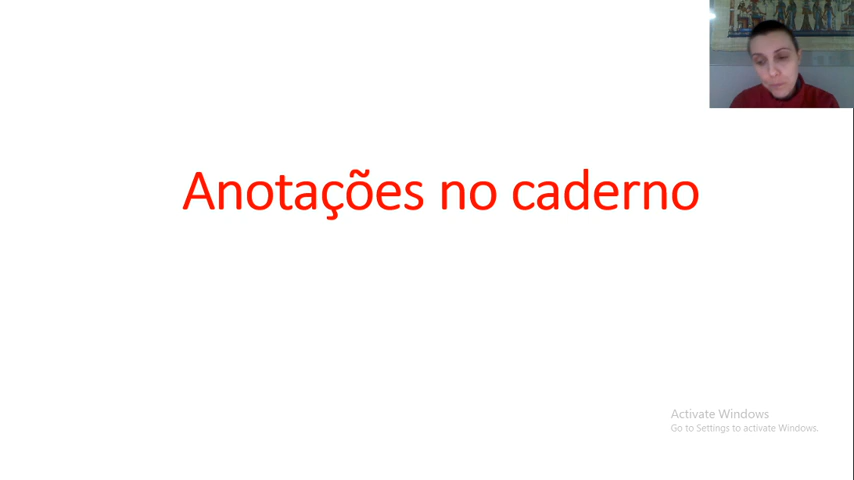 Anotações no caderno
Activate Windows
Go to Settings to activate Windows.